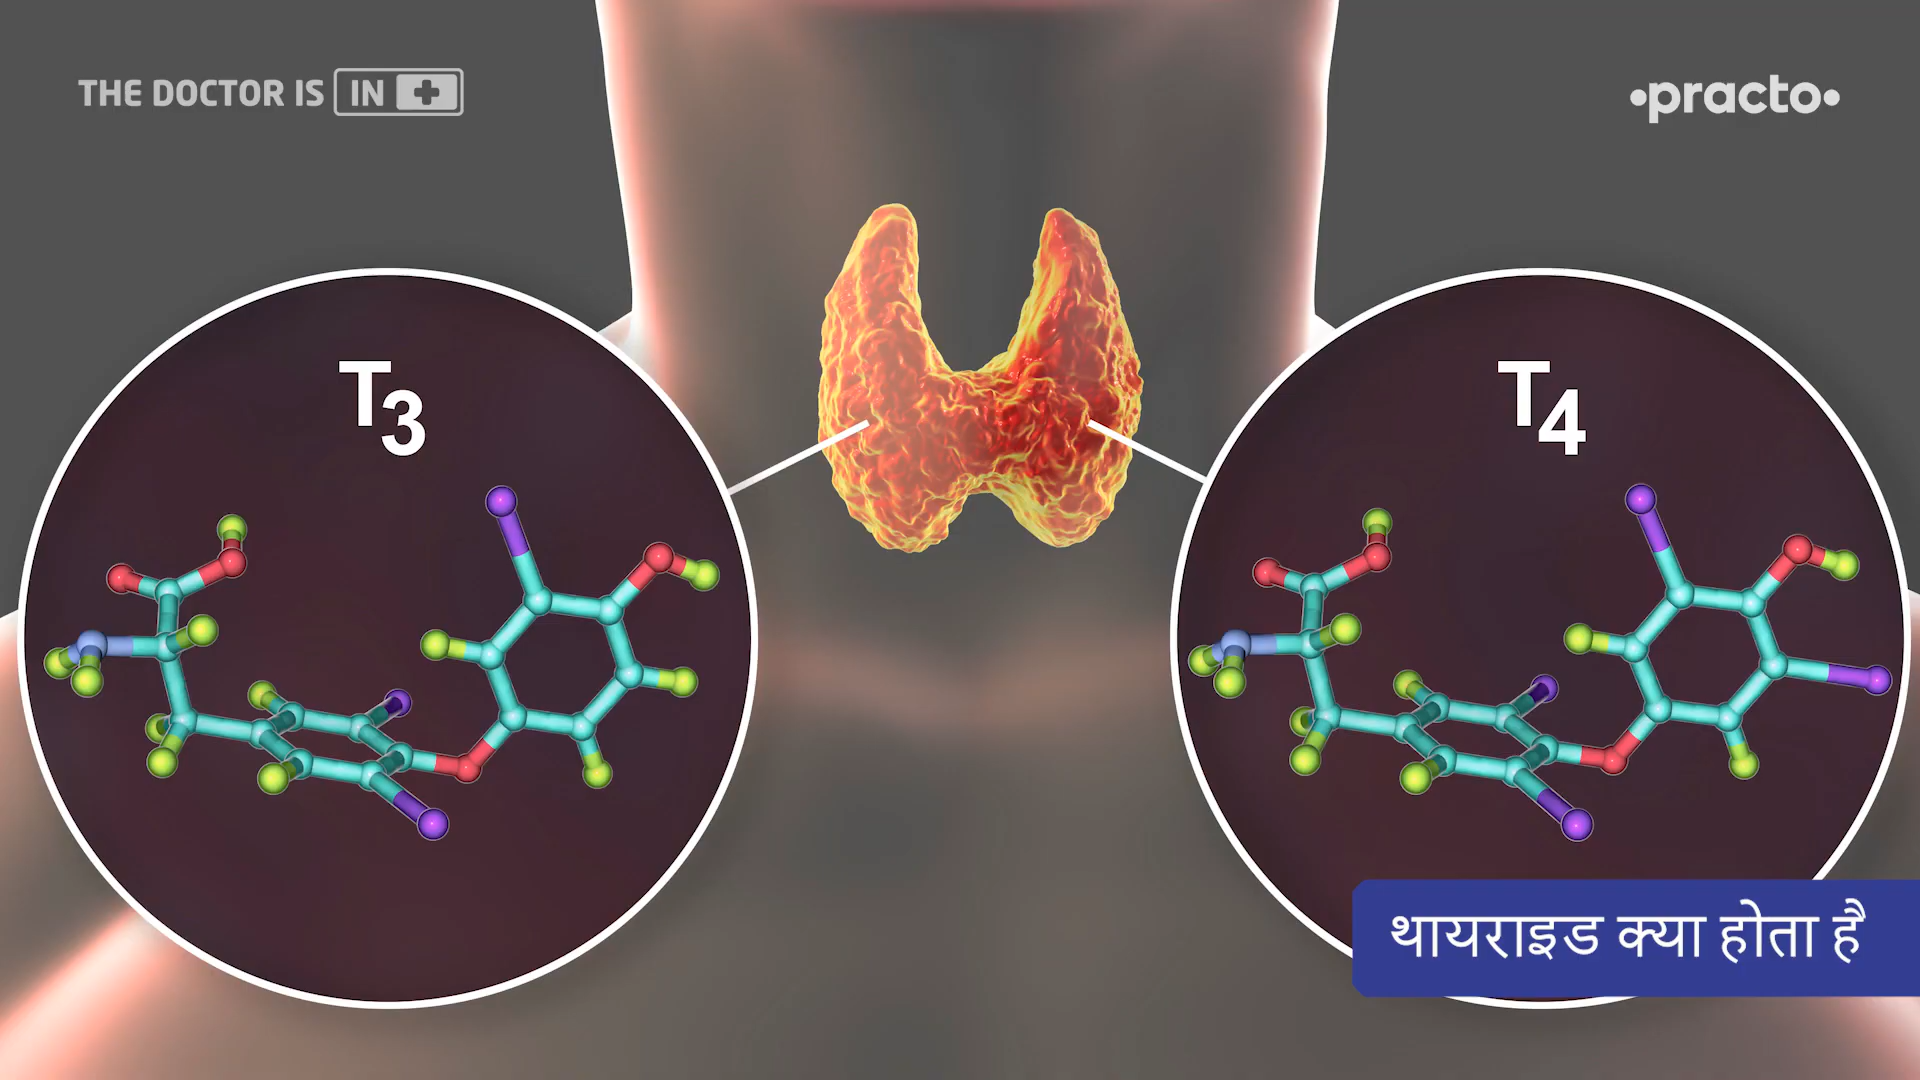 THE DOCTOR IS IN
practo
T3
T4
थायराइड क्या होता है